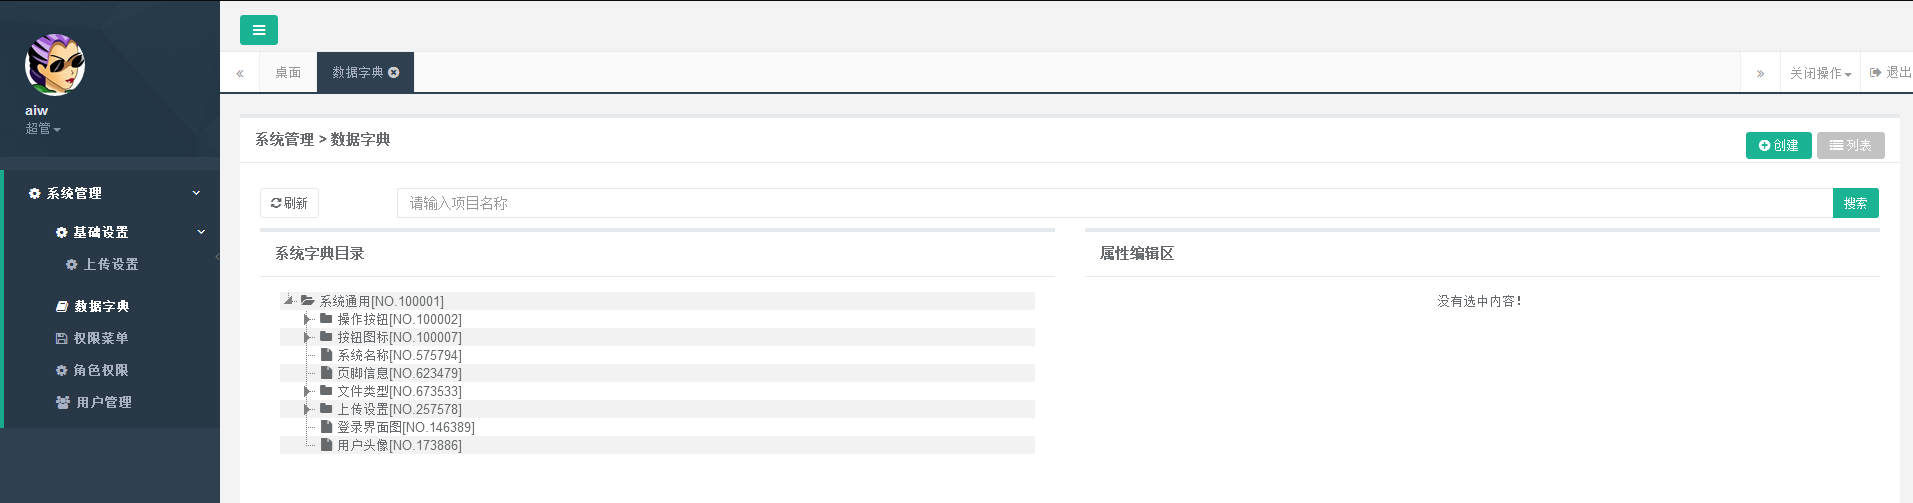 aiw
超管
系统管理
基础设置
上传设置
数据字典
权限菜单
角色权限
用户管理
« 桌面 数据字典 » 关闭操作 退出
系统管理 > 数据字典 创建 列表
刷新 请输入项目名称 搜索
系统字典目录
系统通用[NO.100001]
操作按钮[NO.100002]
按钮图标[NO.100007]
系统名称[NO.575794]
页脚信息[NO.623479]
文件类型[NO.673533]
上传设置[NO.257578]
登录界面图[NO.146389]
用户头像[NO.173886]
属性编辑区
没有选中内容!